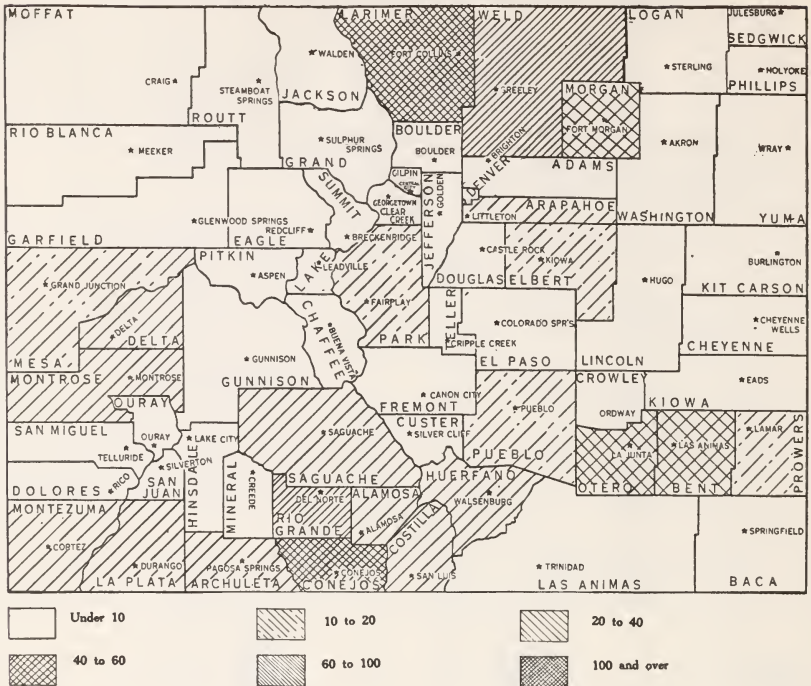 MOFFAT
LARIMER
WELD
LOGAN
JULESBURG
SEDGWICK
WALDEN
FORT COLLINS
STERLING
HOLYOKE
CRAIG
STEAMBOAT
SPRINGS
JACKSON
GREELEY
MORGAN
PHILLIPS
ROUTT
FORT MORGAN
RIO BLANCA
SULPHUR
SPRINGS
BOULDER
BOULDER
BRIGHTON
AKRON
WRAY
MEEKER
GRAND
GILPIN
CENTRAL
CITY
DENVER
ADAMS
SUMMIT
GEORGETOWN
CLEAR
CREEK
JEFFERSON
GOLDEN
ARAPAHOE
GLENWOOD SPRINGS
REDCLIFF
LITTLETON
WASHINGTON
YUMA
GARFIELD
EAGLE
BRECKENRIDGE
CASTLE ROCK
KIOWA
PITKIN
LAKE
LEADVILLE
BURLINGTON
GRAND JUNCTION
ASPEN
DOUGLAS
ELBERT
HUGO
KIT CARSON
FAIRPLAY
CHAFFEE
BUENA VISTA
TELLER
COLORADO SPR'S
CHEYENNE
WELLS
DELTA
DELTA
PARK
CRIPPLE CREEK
MESA
GUNNISON
EL PASO
LINCOLN
CHEYENNE
MONTROSE
MONTROSE
GUNNISON
CANON CITY
CROWLEY
EADS
OURAY
FREMONT
ORDWAY
KIOWA
SAN MIGUEL
OURAY
LAKE CITY
SAGUACHE
CUSTER
SILVER CLIFF
PUEBLO
LA JUNTA
LAS ANIMAS
LAMAR
PROWERS
TELLURIDE
SILVERTON
PUEBLO
DOLORES
RICO
SAN
JUAN
HINSDALE
MINERAL
CREEDE
SAGUACHE
HUERFANO
OTERO
BENT
MONTEZUMA
DEL NORTE
ALAMOSA
WALSENBURG
RIO
GRANDE
ALAMOSA
COSTILLA
SPRINGFIELD
CORTEZ
DURANGO
PAGOSA SPRINGS
CONEJOS
SAN LUIS
TRINIDAD
LA PLATA
ARCHULETA
CONEJOS
LAS ANIMAS
BACA
Under 10
10 to 20
20 to 40
40 to 60
60 to 100
100 and over